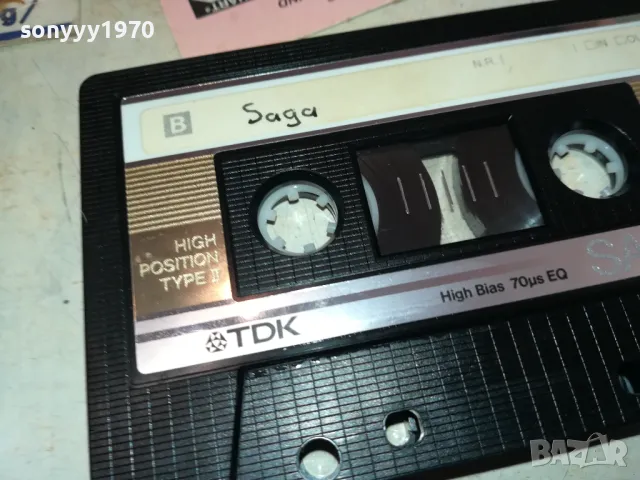 sonyyy1970
B Saga
HIGH
POSITION
TYPE II
High Bias 70μs EQ
TDK
BAZAR